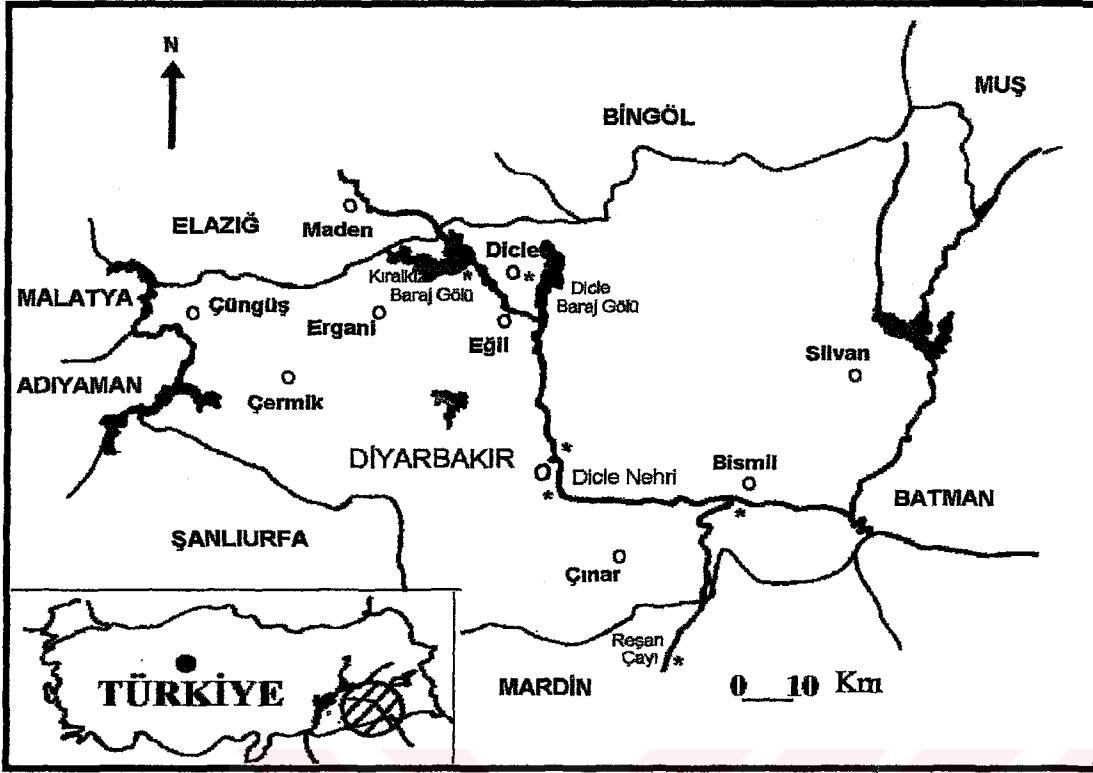 N
MUŞ
BİNGÖL
ELAZIĞ
Maden
Dicle
MALATYA
Çüngüş
Kıralkızı
Baraj Gölü
Dicle
Baraj Gölü
Ergani
Eğil
Silvan
ADIYAMAN
Çermik
DİYARBAKIR
Dicle Nehri
Bismil
BATMAN
ŞANLIURFA
Çınar
Reşan
Çayı
MARDİN
0 10 Km
TÜRKİYE